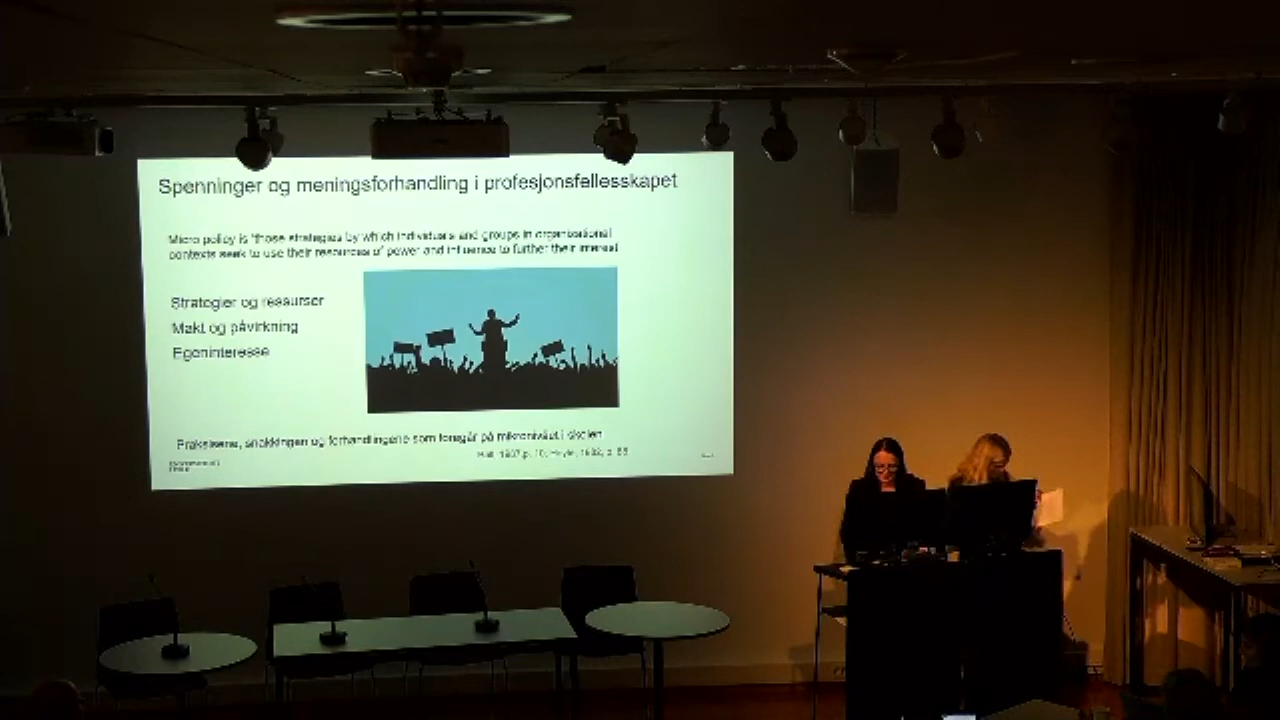 Spenninger og meningsforhandling i profesjonsfellesskapet
Micro policy is "those strategies by which individuals and groups in organisational
contexts seek to use their resources of power and influence to further their interest
Strategier og ressurser
Makt og påvirkning
Egeninteresse
Praksisene, snakkingen og forhandlingene som foregår på mikronivået i skolen